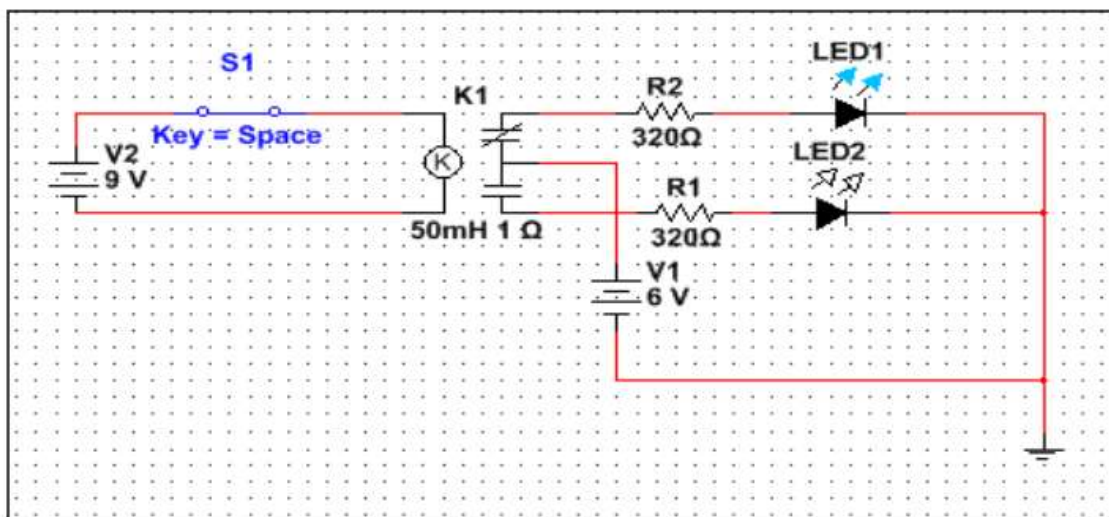 S1
Key = Space
V2
9 V
K1
K
50mH 1 Ω
R2
320Ω
LED1
LED2
R1
320Ω
V1
6 V